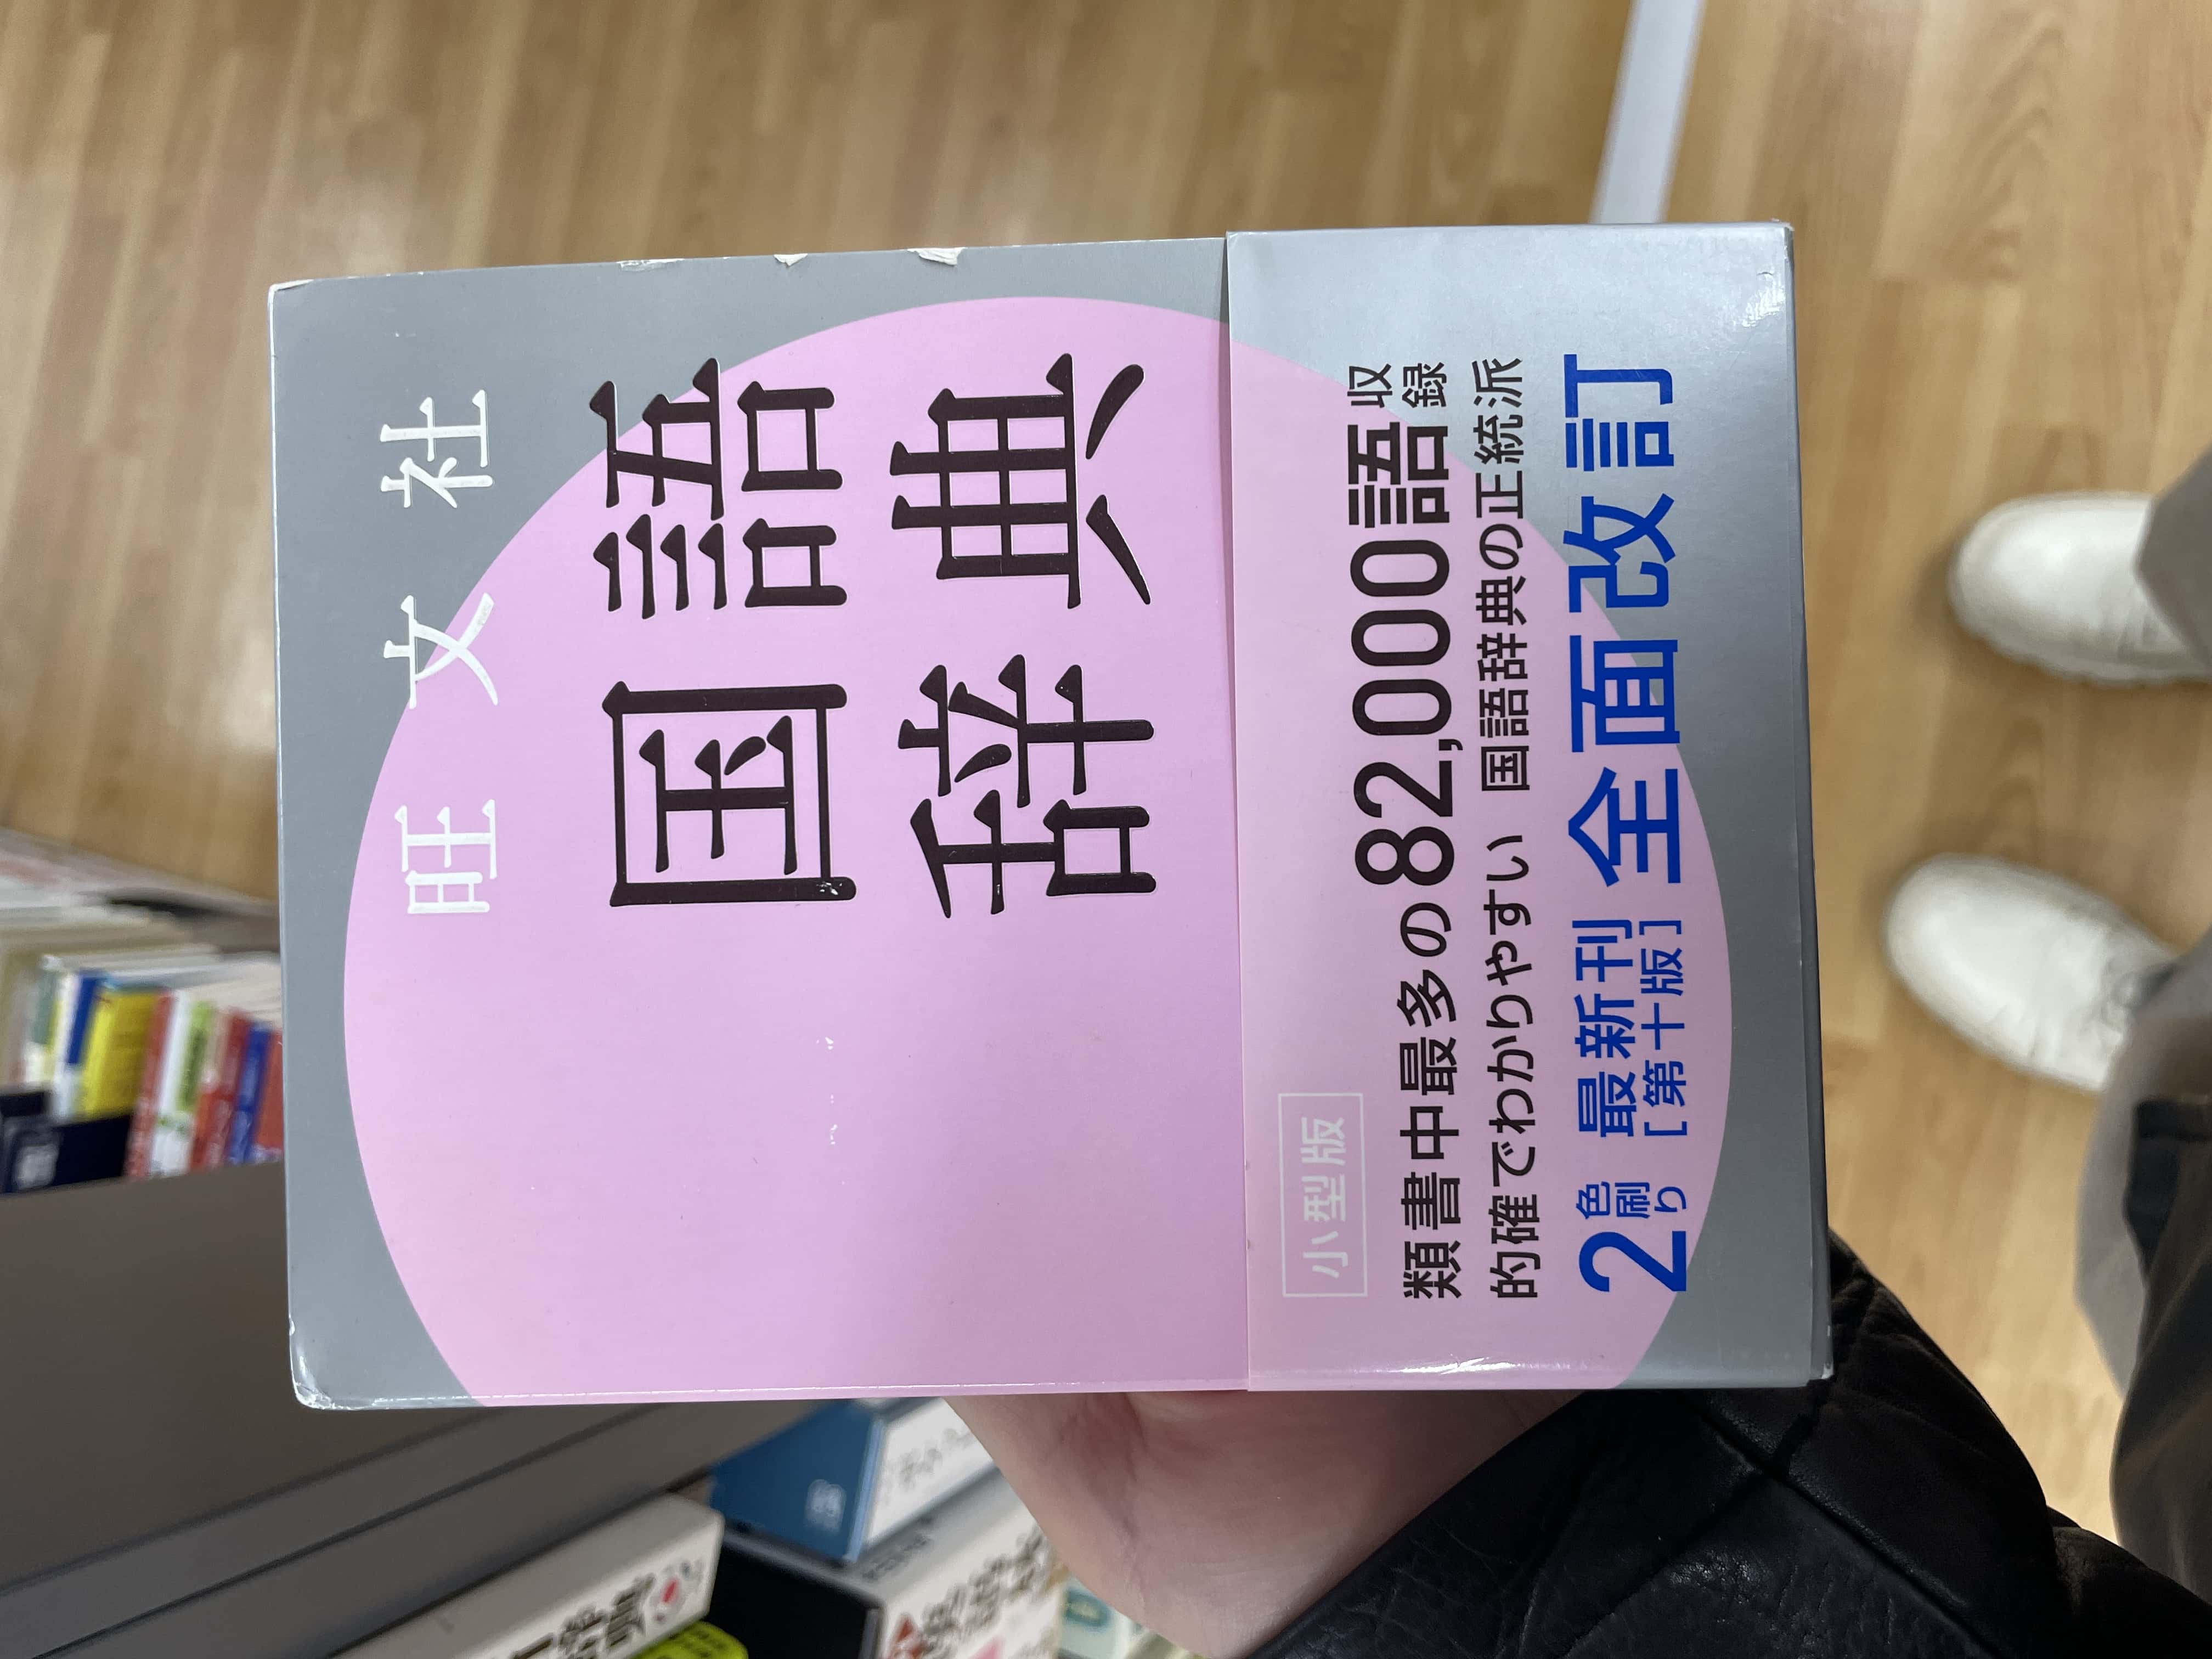 旺文社
国語
辞典
小型版
類書中最多の82,000語収録
的確でわかりやすい 国語辞典の正統派
2色刷り 最新刊[第十版] 全面改訂